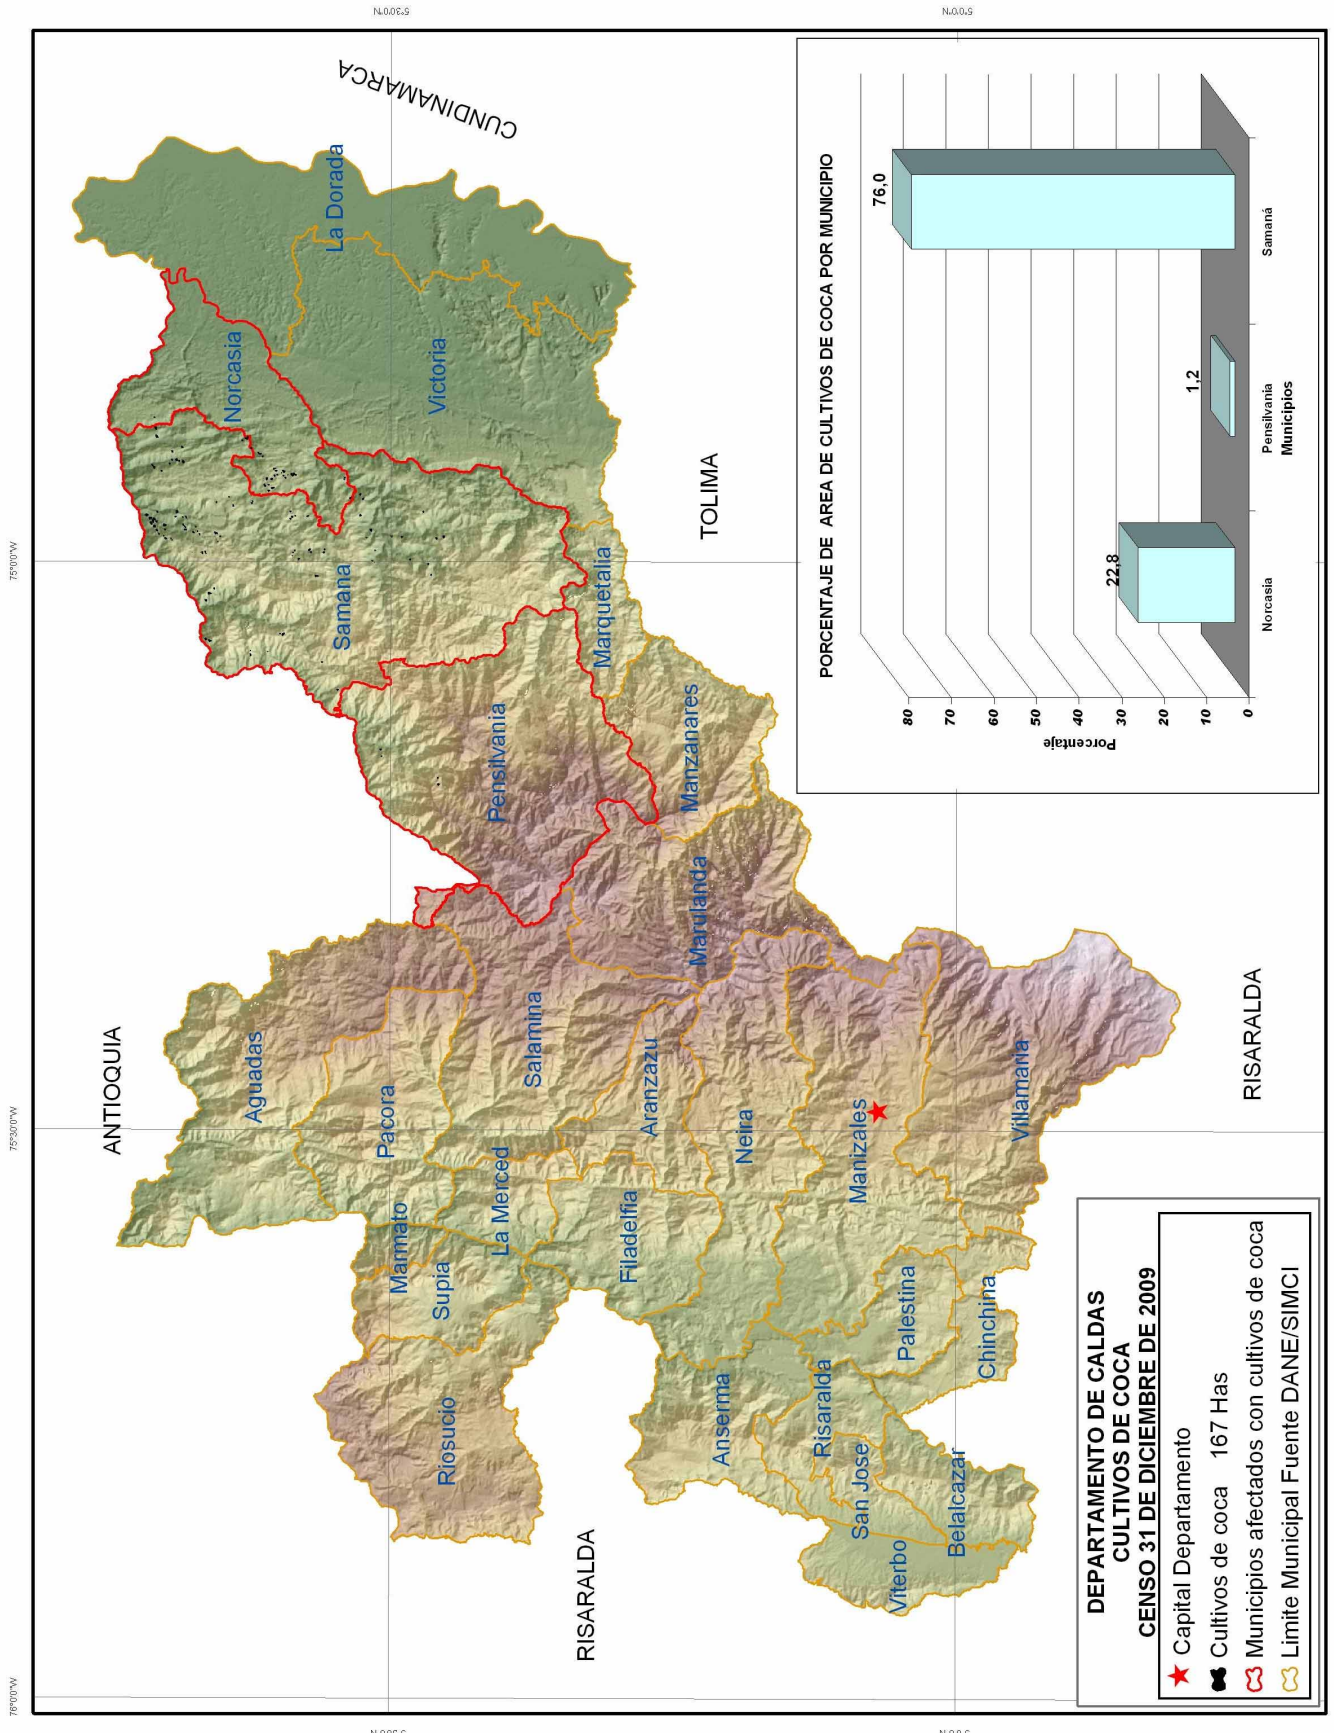 76°0'0"W
75°30'0"W
75°0'0"W
5°30'0"N
5°0'0"N
ANTIOQUIA
CUNDINAMARCA
TOLIMA
RISARALDA
RISARALDA
La Dorada
Norcasia
Victoria
Samana
Marquetalia
Pensilvania
Manzanares
Marulanda
Aguadas
Salamina
Pacora
Aranzazu
Neira
Manizales
Villamaria
Marmato
La Merced
Supia
Filadelfia
Riosucio
Palestina
Chinchina
Anserma
Risaralda
San Jose
Belalcazar
Viterbo
DEPARTAMENTO DE CALDAS
CULTIVOS DE COCA
CENSO 31 DE DICIEMBRE DE 2009
Capital Departamento
Cultivos de coca 167 Has
Municipios afectados con cultivos de coca
Limite Municipal Fuente DANE/SIMCI
PORCENTAJE DE AREA DE CULTIVOS DE COCA POR MUNICIPIO
Porcentaje
80
70
60
50
40
30
20
10
0
22,8
1,2
76,0
Norcasia
Pensilvania
Samaná
Municipios